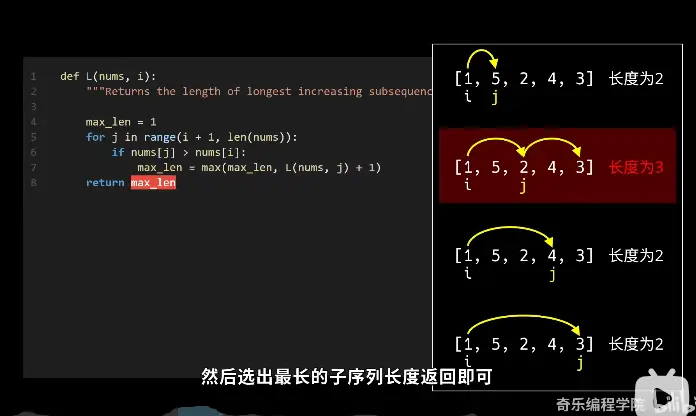 1 def L(nums, i):
2 """Returns the length of longest increasing subsequenc
3
4 max_len = 1
5 for j in range(i + 1, len(nums)):
6 if nums[j] > nums[i]:
7 max_len = max(max_len, L(nums, j) + 1)
8 return max_len
[1, 5, 2, 4, 3] 长度为2
i j
[1, 5, 2, 4, 3] 长度为3
i j
[1, 5, 2, 4, 3] 长度为2
i j
[1, 5, 2, 4, 3] 长度为2
i j
然后选出最长的子序列长度返回即可
奇乐编程学院